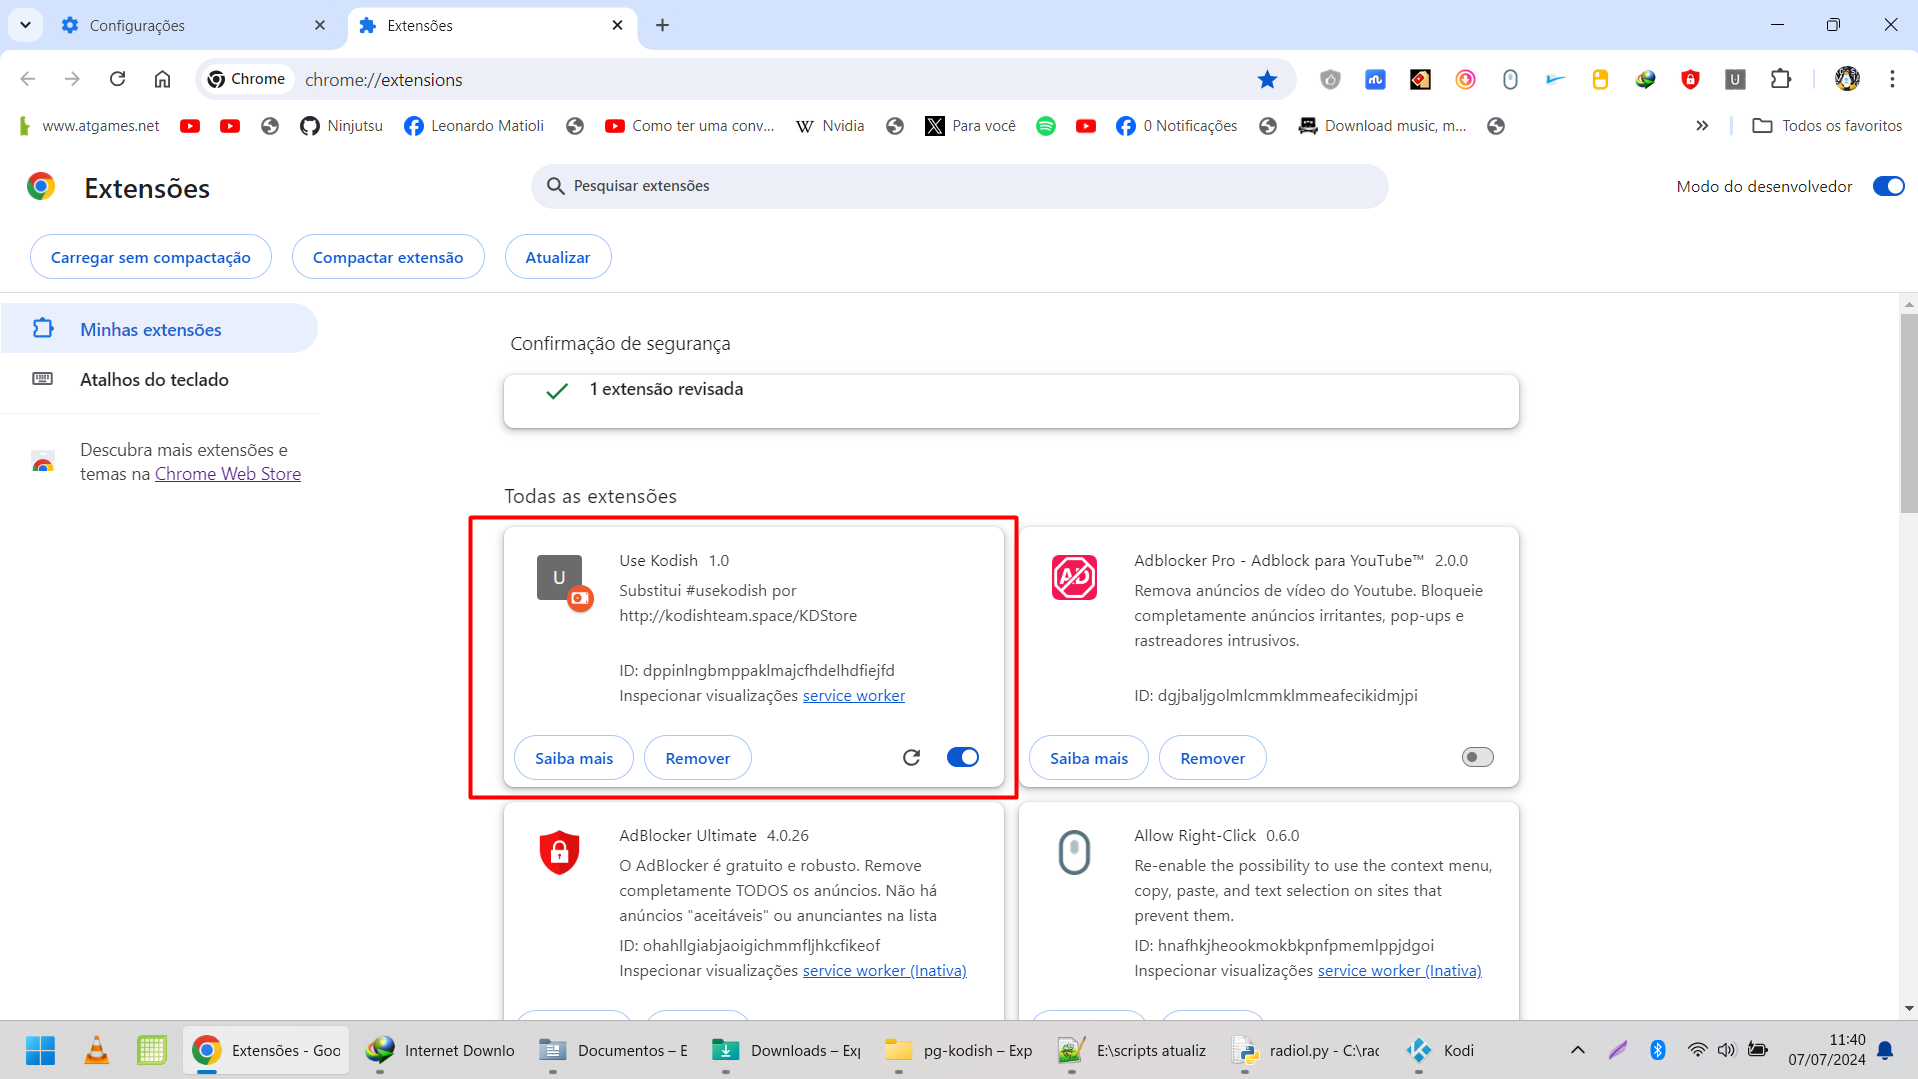 Configurações
Extensões
Chrome
chrome://extensions
www.atgames.net
Ninjutsu
Leonardo Matioli
Como ter uma conv...
Nvidia
Para você
0 Notificações
Download music, m...
Todos os favoritos
Extensões
Pesquisar extensões
Modo do desenvolvedor
Carregar sem compactação
Compactar extensão
Atualizar
Minhas extensões
Atalhos do teclado
Descubra mais extensões e
temas na Chrome Web Store
Confirmação de segurança
1 extensão revisada
Todas as extensões
U
Use Kodish 1.0
Substitui #usekodish por
http://kodishteam.space/KDStore
ID: dppinlngbmppaklmajcfhdelhdfiejfd
Inspecionar visualizações service worker
Saiba mais
Remover
AD
Adblocker Pro - Adblock para YouTube™ 2.0.0
Remova anúncios de vídeo do Youtube. Bloqueie
completamente anúncios irritantes, pop-ups e
rastreadores intrusivos.
ID: dgjbaljgolmlcmmklmmeafecikidmjpi
Saiba mais
Remover
AdBlocker Ultimate 4.0.26
O AdBlocker é gratuito e robusto. Remove
completamente TODOS os anúncios. Não há
anúncios "aceitáveis" ou anunciantes na lista
ID: ohahllgiabjaoigichmmfljhkcfikeof
Inspecionar visualizações service worker (Inativa)
Allow Right-Click 0.6.0
Re-enable the possibility to use the context menu,
copy, paste, and text selection on sites that
prevent them.
ID: hnafhkjheookmokbkpnfpmemlppjdgoi
Inspecionar visualizações service worker (Inativa)
Extensões - Goo
Internet Downlo
Documentos – E
Downloads – Exp
pg-kodish – Exp
E:\scripts atualiz
radiol.py - C:\rac
Kodi
11:40
07/07/2024